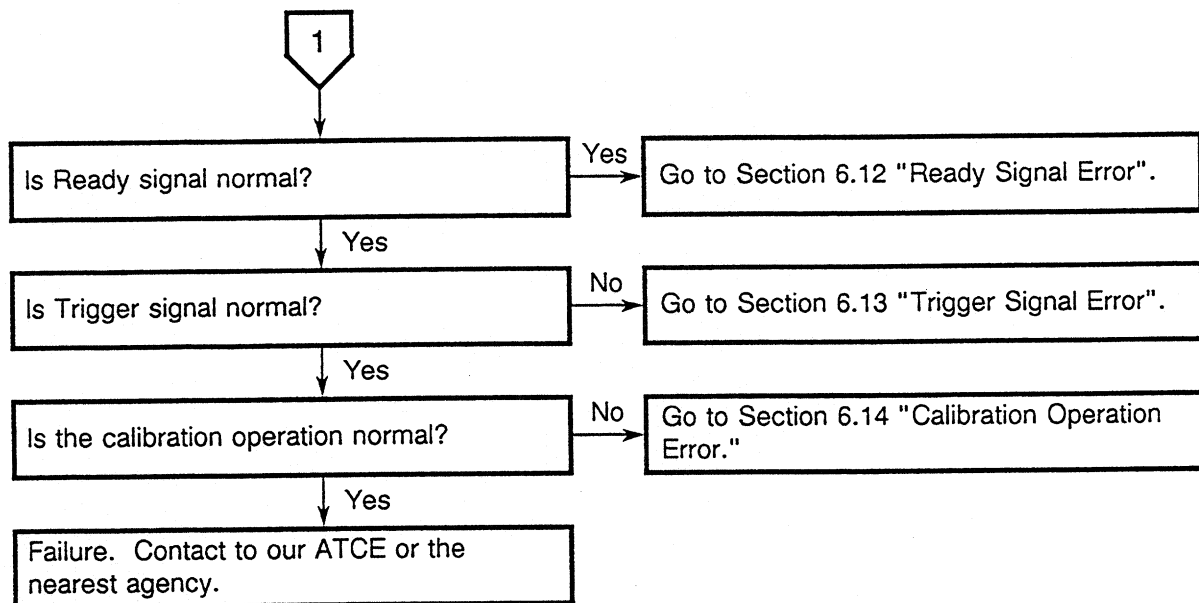 1
Is Ready signal normal?
Yes
Go to Section 6.12 "Ready Signal Error".
Yes
Is Trigger signal normal?
No
Go to Section 6.13 "Trigger Signal Error".
Yes
Is the calibration operation normal?
No
Go to Section 6.14 "Calibration Operation
Error."
Yes
Failure. Contact to our ATCE or the
nearest agency.